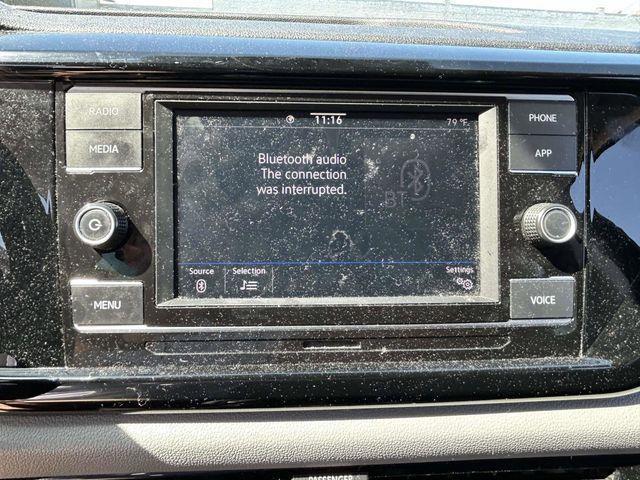 RADIO
MEDIA
MENU
11:16
79 °F
Bluetooth audio
The connection
was interrupted.
BT
Source
Selection
Settings
PHONE
APP
VOICE
PASSENGER